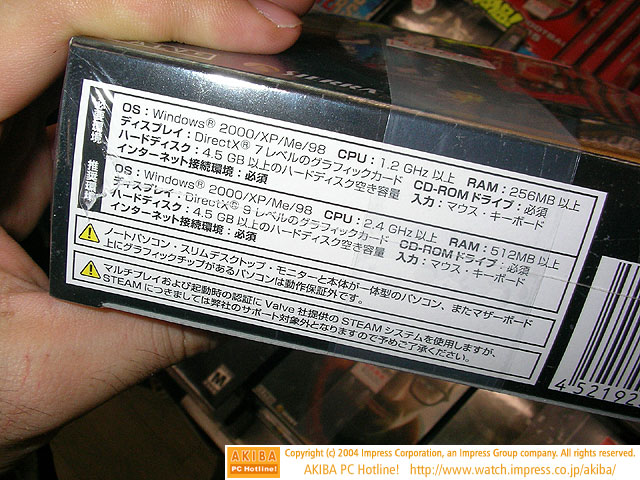 SIERRA
必須環境
OS：Windows® 2000/XP/Me/98 CPU：1.2 GHz 以上 RAM：256MB 以上
ディスプレイ：DirectX® 7 レベルのグラフィックカード CD-ROM ドライブ：必須
ハードディスク：4.5 GB 以上のハードディスク空き容量 入力：マウス・キーボード
インターネット接続環境：必須
推奨環境
OS：Windows® 2000/XP/Me/98 CPU：2.4 GHz 以上 RAM：512MB 以上
ディスプレイ：DirectX® 9 レベルのグラフィックカード CD-ROM ドライブ：必須
ハードディスク：4.5 GB 以上のハードディスク空き容量 入力：マウス・キーボード
インターネット接続環境：必須
ノートパソコン・スリムデスクトップ・モニターと本体が一体型のパソコン、またマザーボード
上にグラフィックチップがあるパソコンは動作保証外です。
マルチプレイおよび起動時の認証に Valve 社提供の STEAM システムを使用しますが、
STEAM につきましては弊社のサポート対象外となりますので予めご了承ください。
4 52192
AKIBA
PC Hotline!
Copyright (c) 2004 Impress Corporation, an Impress Group company. All rights reserved.
AKIBA PC Hotline! http://www.watch.impress.co.jp/akiba/